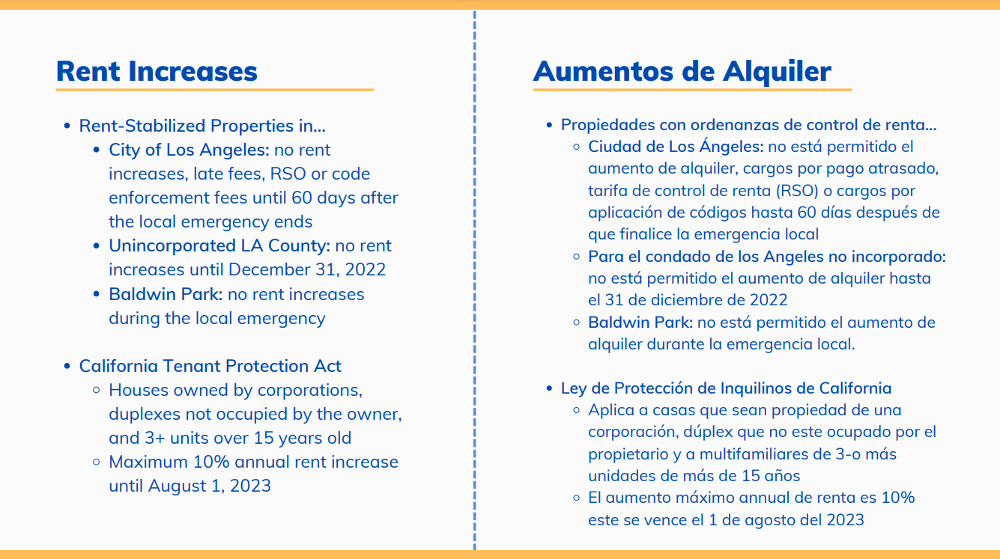 Rent Increases
• Rent-Stabilized Properties in...
• City of Los Angeles: no rent
increases, late fees, RSO or code
enforcement fees until 60 days after
the local emergency ends
• Unincorporated LA County: no rent
increases until December 31, 2022
• Baldwin Park: no rent increases
during the local emergency
• California Tenant Protection Act
◦ Houses owned by corporations,
duplexes not occupied by the owner,
and 3+ units over 15 years old
◦ Maximum 10% annual rent increase
until August 1, 2023
Aumentos de Alquiler
• Propiedades con ordenanzas de control de renta...
◦ Ciudad de Los Ángeles: no está permitido el
aumento de alquiler, cargos por pago atrasado,
tarifa de control de renta (RSO) o cargos por
aplicación de códigos hasta 60 días después de
que finalice la emergencia local
◦ Para el condado de los Angeles no incorporado:
no está permitido el aumento de alquiler hasta
el 31 de diciembre de 2022
◦ Baldwin Park: no está permitido el aumento de
alquiler durante la emergencia local.
• Ley de Protección de Inquilinos de California
◦ Aplica a casas que sean propiedad de una
corporación, dúplex que no este ocupado por el
propietario y a multifamiliares de 3-o más
unidades de más de 15 años
◦ El aumento máximo annual de renta es 10%
este se vence el 1 de agosto del 2023